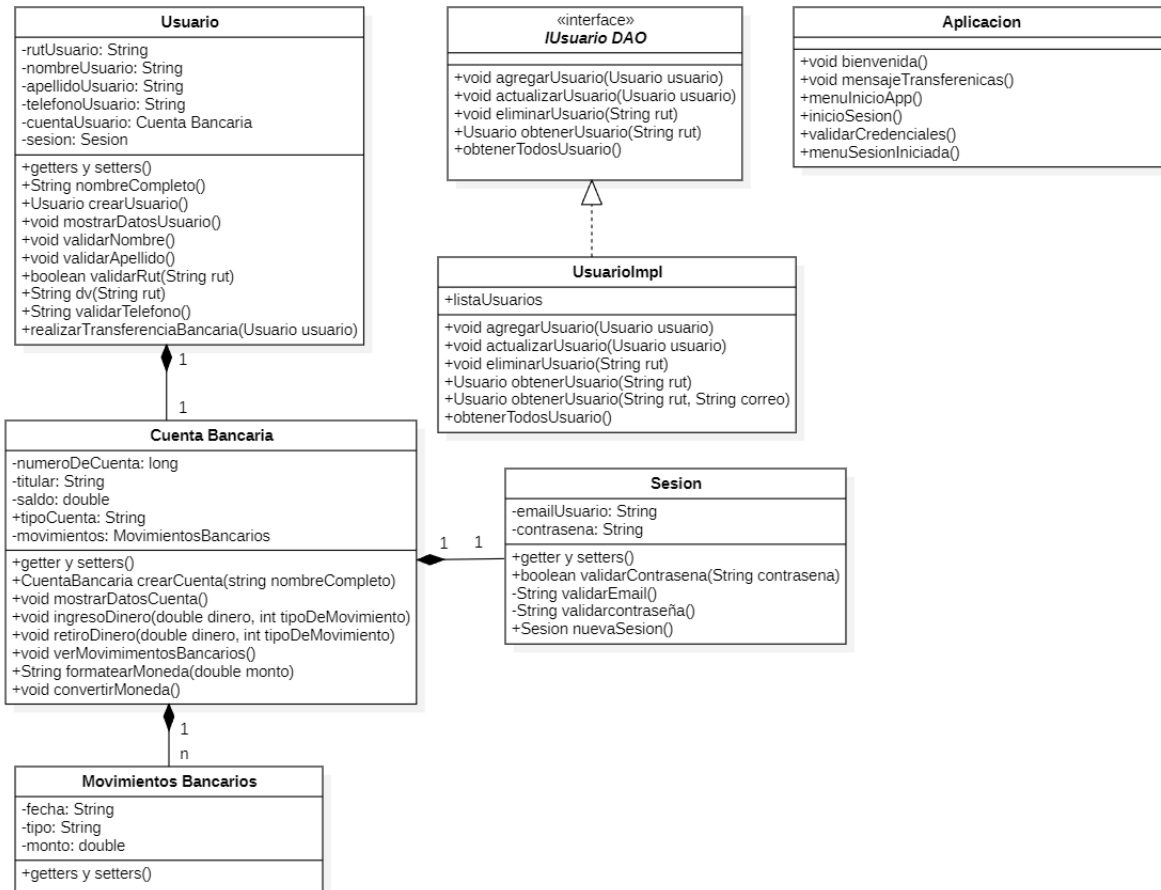 Usuario
-rutUsuario: String
-nombreUsuario: String
-apellidoUsuario: String
-telefonoUsuario: String
-cuentaUsuario: Cuenta Bancaria
-sesion: Sesion
+getters y setters()
+String nombreCompleto()
+Usuario crearUsuario()
+void mostrarDatosUsuario()
+void validarNombre()
+void validarApellido()
+boolean validarRut(String rut)
+String dv(String rut)
+String validarTelefono()
+realizarTransferenciaBancaria(Usuario usuario)
1
1
«interface»
IUsuario DAO
+void agregarUsuario(Usuario usuario)
+void actualizarUsuario(Usuario usuario)
+void eliminarUsuario(String rut)
+Usuario obtenerUsuario(String rut)
+obtenerTodosUsuario()
Aplicacion
+void bienvenida()
+void mensajeTransferenicas()
+menuInicioApp()
+inicioSesion()
+validarCredenciales()
+menuSesionIniciada()
UsuarioImpl
+listaUsuarios
+void agregarUsuario(Usuario usuario)
+void actualizarUsuario(Usuario usuario)
+void eliminarUsuario(String rut)
+Usuario obtenerUsuario(String rut)
+Usuario obtenerUsuario(String rut, String correo)
+obtenerTodosUsuario()
Cuenta Bancaria
-numeroDeCuenta: long
-titular: String
-saldo: double
+tipoCuenta: String
-movimientos: MovimientosBancarios
+getter y setters()
+CuentaBancaria crearCuenta(string nombreCompleto)
+void mostrarDatosCuenta()
+void ingresoDinero(double dinero, int tipoDeMovimiento)
+void retiroDinero(double dinero, int tipoDeMovimiento)
+void verMovimimentosBancarios()
+String formatearMoneda(double monto)
+void convertirMoneda()
1
1
Sesion
-emailUsuario: String
-contrasena: String
+getter y setters()
+boolean validarContrasena(String contrasena)
-String validarEmail()
-String validarcontraseña()
+Sesion nuevaSesion()
1
n
Movimientos Bancarios
-fecha: String
-tipo: String
-monto: double
+getters y setters()